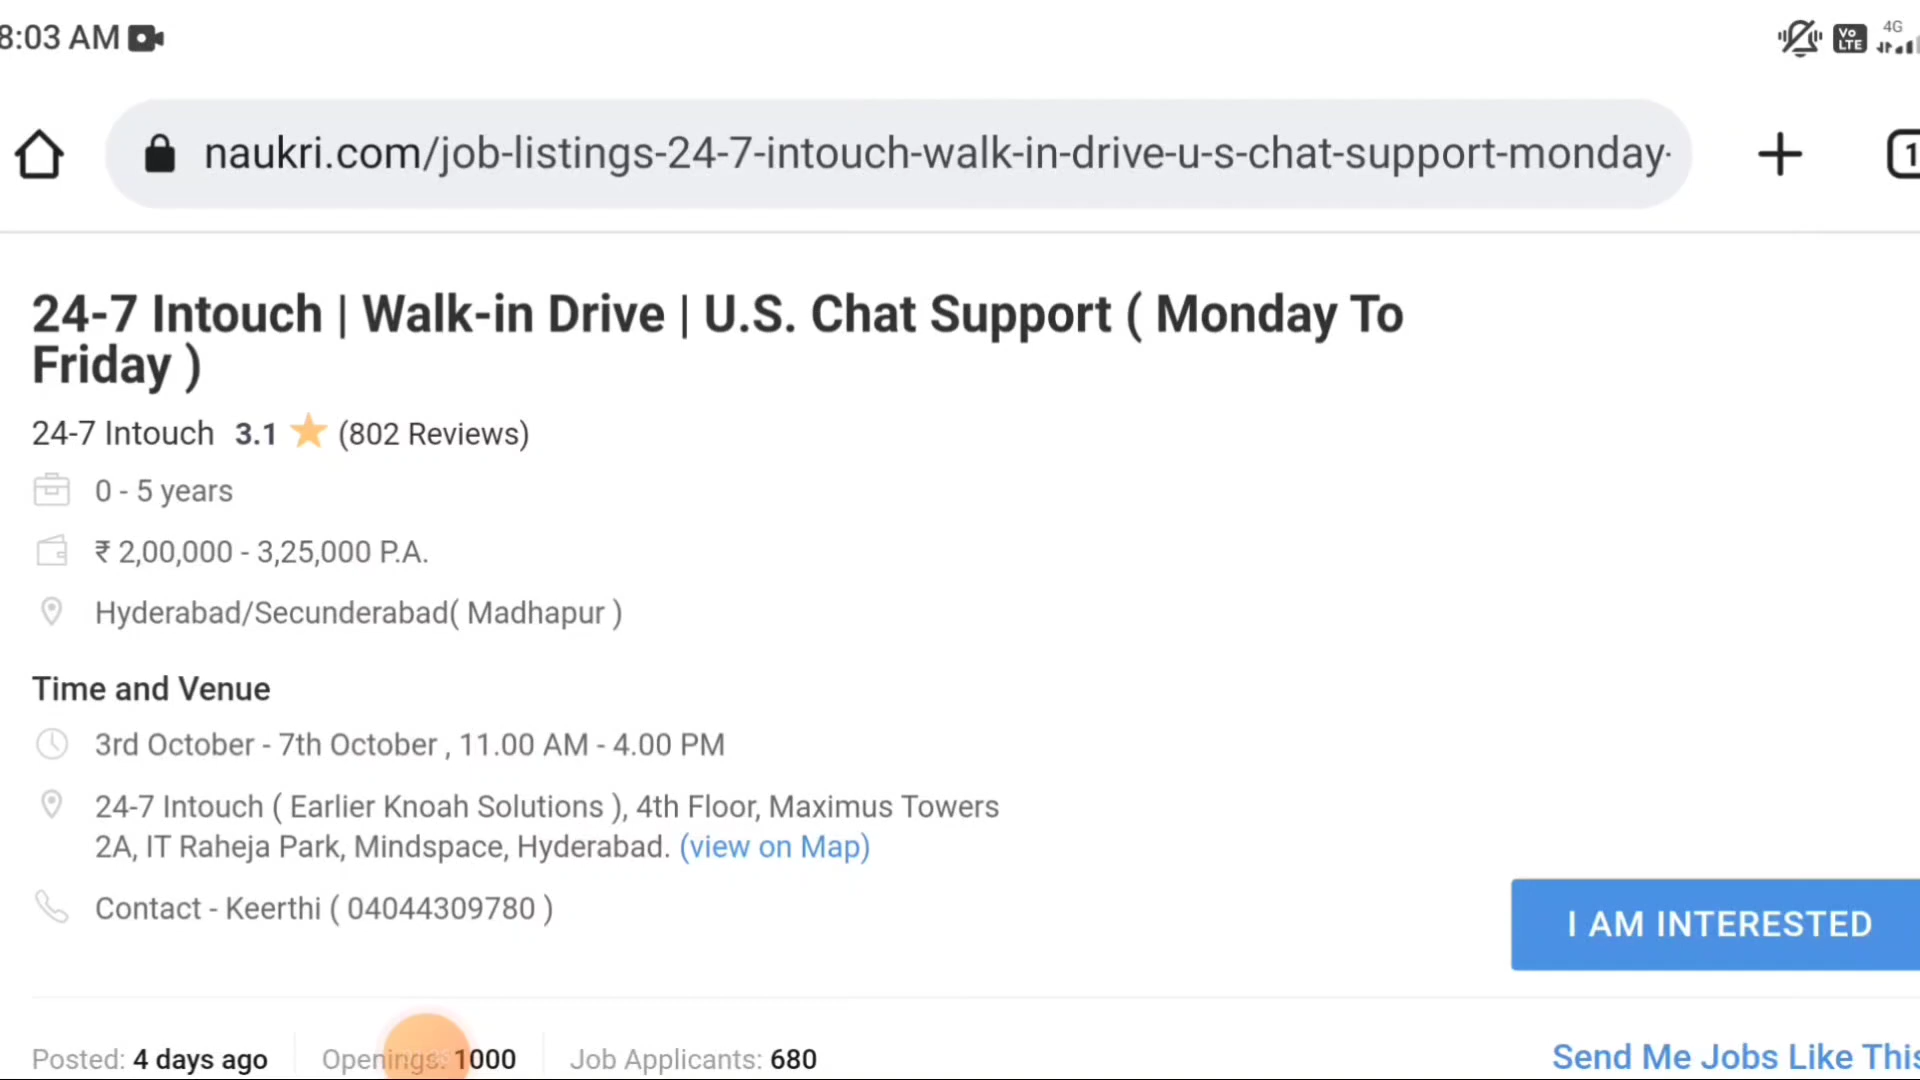 8:03 AM
Vo LTE 4G
naukri.com/job-listings-24-7-intouch-walk-in-drive-u-s-chat-support-monday-
1
24-7 Intouch | Walk-in Drive | U.S. Chat Support ( Monday To
Friday )
24-7 Intouch 3.1 (802 Reviews)
0 - 5 years
₹ 2,00,000 - 3,25,000 P.A.
Hyderabad/Secunderabad( Madhapur )
Time and Venue
3rd October - 7th October , 11.00 AM - 4.00 PM
24-7 Intouch ( Earlier Knoah Solutions ), 4th Floor, Maximus Towers
2A, IT Raheja Park, Mindspace, Hyderabad. (view on Map)
Contact - Keerthi ( 04044309780 )
I AM INTERESTED
Posted: 4 days ago Openings: 1000 Job Applicants: 680
Send Me Jobs Like This